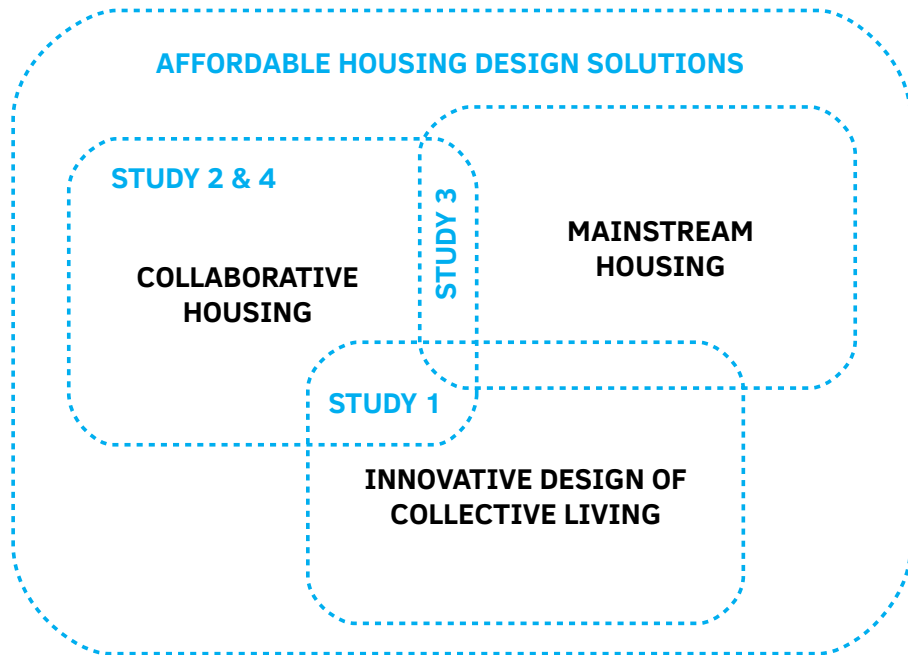 AFFORDABLE HOUSING DESIGN SOLUTIONS
STUDY 2 & 4
COLLABORATIVE
HOUSING
STUDY 3
MAINSTREAM
HOUSING
STUDY 1
INNOVATIVE DESIGN OF
COLLECTIVE LIVING